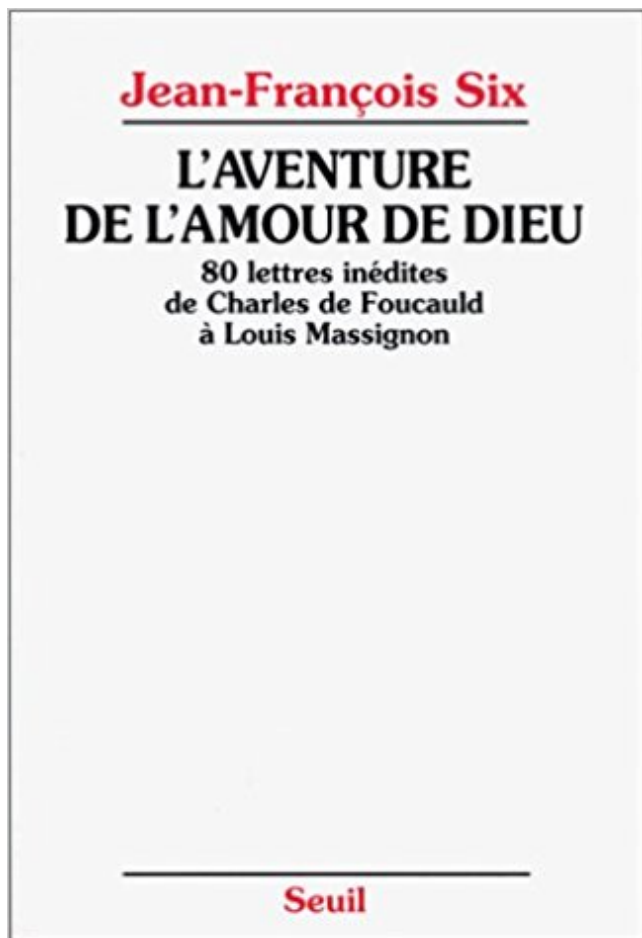 Jean-François Six
L'AVENTURE
DE L'AMOUR DE DIEU
80 lettres inédites
de Charles de Foucauld
à Louis Massignon
Seuil